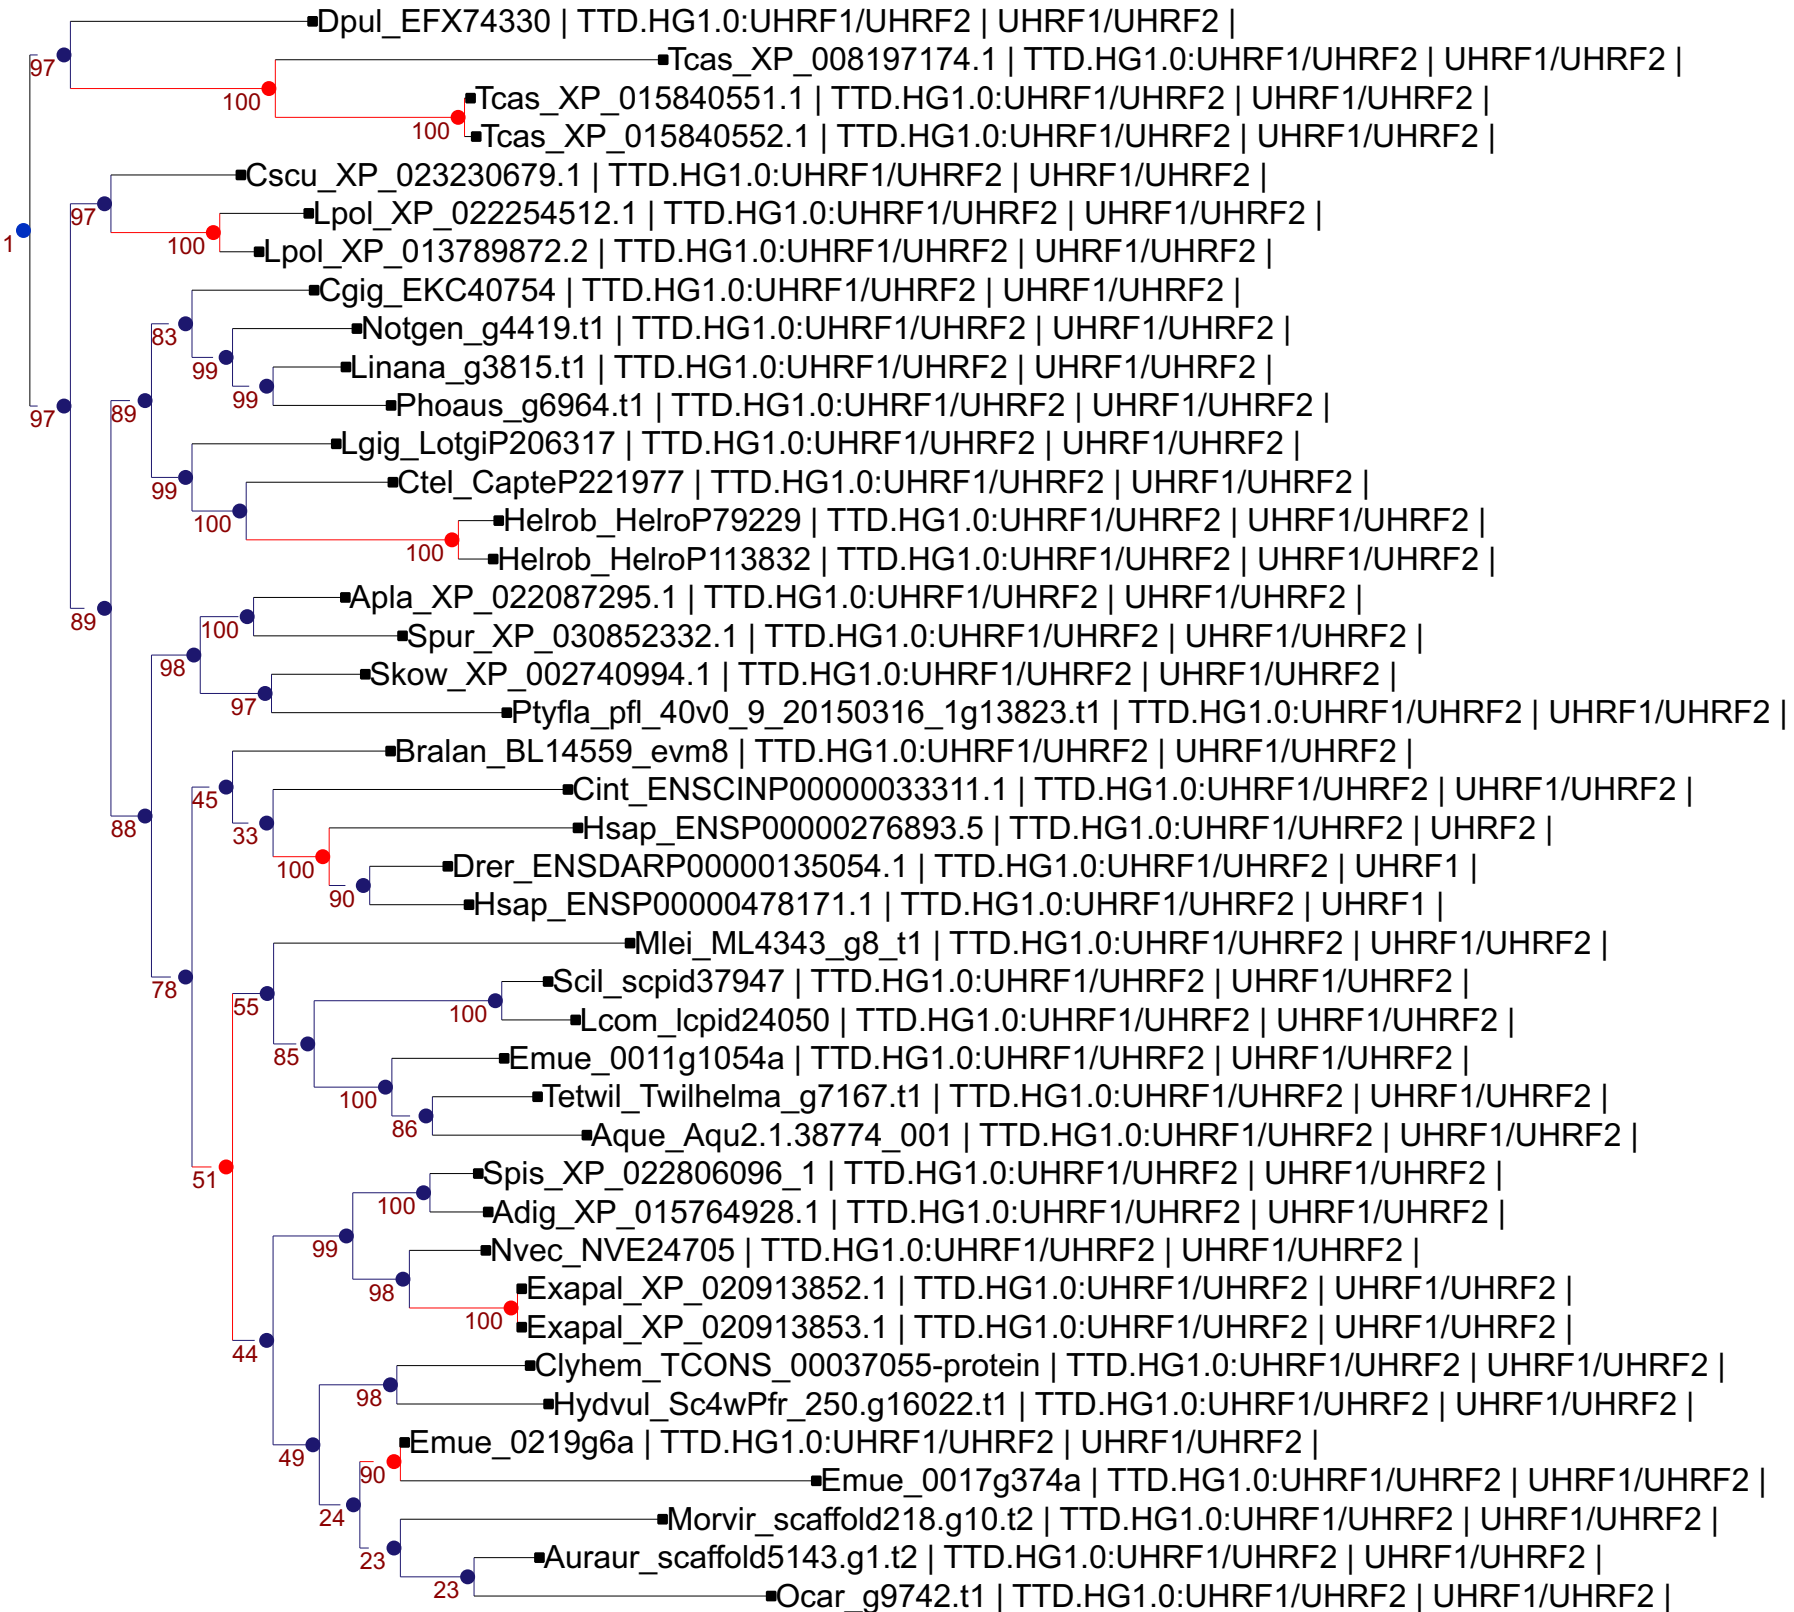 Dpul_EFX74330 | TTD.HG1.0:UHRF1/UHRF2 | UHRF1/UHRF2 |
97
Tcas_XP_008197174.1 | TTD.HG1.0:UHRF1/UHRF2 | UHRF1/UHRF2 |
100
Tcas_XP_015840551.1 | TTD.HG1.0:UHRF1/UHRF2 | UHRF1/UHRF2 |
100
Tcas_XP_015840552.1 | TTD.HG1.0:UHRF1/UHRF2 | UHRF1/UHRF2 |
Cscu_XP_023230679.1 | TTD.HG1.0:UHRF1/UHRF2 | UHRF1/UHRF2 |
97
Lpol_XP_022254512.1 | TTD.HG1.0:UHRF1/UHRF2 | UHRF1/UHRF2 |
1
100
Lpol_XP_013789872.2 | TTD.HG1.0:UHRF1/UHRF2 | UHRF1/UHRF2 |
Cgig_EKC40754 | TTD.HG1.0:UHRF1/UHRF2 | UHRF1/UHRF2 |
83
Notgen_g4419.t1 | TTD.HG1.0:UHRF1/UHRF2 | UHRF1/UHRF2 |
99
Linana_g3815.t1 | TTD.HG1.0:UHRF1/UHRF2 | UHRF1/UHRF2 |
99
Phoaus_g6964.t1 | TTD.HG1.0:UHRF1/UHRF2 | UHRF1/UHRF2 |
97
89
Lgig_LotgiP206317 | TTD.HG1.0:UHRF1/UHRF2 | UHRF1/UHRF2 |
99
Ctel_CapteP221977 | TTD.HG1.0:UHRF1/UHRF2 | UHRF1/UHRF2 |
100
Helrob_HelroP79229 | TTD.HG1.0:UHRF1/UHRF2 | UHRF1/UHRF2 |
100
Helrob_HelroP113832 | TTD.HG1.0:UHRF1/UHRF2 | UHRF1/UHRF2 |
Apla_XP_022087295.1 | TTD.HG1.0:UHRF1/UHRF2 | UHRF1/UHRF2 |
89
100
Spur_XP_030852332.1 | TTD.HG1.0:UHRF1/UHRF2 | UHRF1/UHRF2 |
98
Skow_XP_002740994.1 | TTD.HG1.0:UHRF1/UHRF2 | UHRF1/UHRF2 |
97
Ptyfla_pfl_40v0_9_20150316_1g13823.t1 | TTD.HG1.0:UHRF1/UHRF2 | UHRF1/UHRF2 |
Bralan_BL14559_evm8 | TTD.HG1.0:UHRF1/UHRF2 | UHRF1/UHRF2 |
45
Cint_ENSCINP00000033311.1 | TTD.HG1.0:UHRF1/UHRF2 | UHRF1/UHRF2 |
88
33
Hsap_ENSP00000276893.5 | TTD.HG1.0:UHRF1/UHRF2 | UHRF2 |
100
Drer_ENSDARP00000135054.1 | TTD.HG1.0:UHRF1/UHRF2 | UHRF1 |
90
Hsap_ENSP00000478171.1 | TTD.HG1.0:UHRF1/UHRF2 | UHRF1 |
Mlei_ML4343_g8_t1 | TTD.HG1.0:UHRF1/UHRF2 | UHRF1/UHRF2 |
78
Scil_scpid37947 | TTD.HG1.0:UHRF1/UHRF2 | UHRF1/UHRF2 |
55
100
Lcom_lcpid24050 | TTD.HG1.0:UHRF1/UHRF2 | UHRF1/UHRF2 |
85
Emue_0011g1054a | TTD.HG1.0:UHRF1/UHRF2 | UHRF1/UHRF2 |
100
Tetwil_Twilhelma_g7167.t1 | TTD.HG1.0:UHRF1/UHRF2 | UHRF1/UHRF2 |
86
Aque_Aqu2.1.38774_001 | TTD.HG1.0:UHRF1/UHRF2 | UHRF1/UHRF2 |
51
Spis_XP_022806096_1 | TTD.HG1.0:UHRF1/UHRF2 | UHRF1/UHRF2 |
100
Adig_XP_015764928.1 | TTD.HG1.0:UHRF1/UHRF2 | UHRF1/UHRF2 |
99
Nvec_NVE24705 | TTD.HG1.0:UHRF1/UHRF2 | UHRF1/UHRF2 |
98
Exapal_XP_020913852.1 | TTD.HG1.0:UHRF1/UHRF2 | UHRF1/UHRF2 |
100
Exapal_XP_020913853.1 | TTD.HG1.0:UHRF1/UHRF2 | UHRF1/UHRF2 |
44
Clyhem_TCONS_00037055-protein | TTD.HG1.0:UHRF1/UHRF2 | UHRF1/UHRF2 |
98
Hydvul_Sc4wPfr_250.g16022.t1 | TTD.HG1.0:UHRF1/UHRF2 | UHRF1/UHRF2 |
49
Emue_0219g6a | TTD.HG1.0:UHRF1/UHRF2 | UHRF1/UHRF2 |
90
Emue_0017g374a | TTD.HG1.0:UHRF1/UHRF2 | UHRF1/UHRF2 |
24
Morvir_scaffold218.g10.t2 | TTD.HG1.0:UHRF1/UHRF2 | UHRF1/UHRF2 |
23
Auraur_scaffold5143.g1.t2 | TTD.HG1.0:UHRF1/UHRF2 | UHRF1/UHRF2 |
23
Ocar_g9742.t1 | TTD.HG1.0:UHRF1/UHRF2 | UHRF1/UHRF2 |